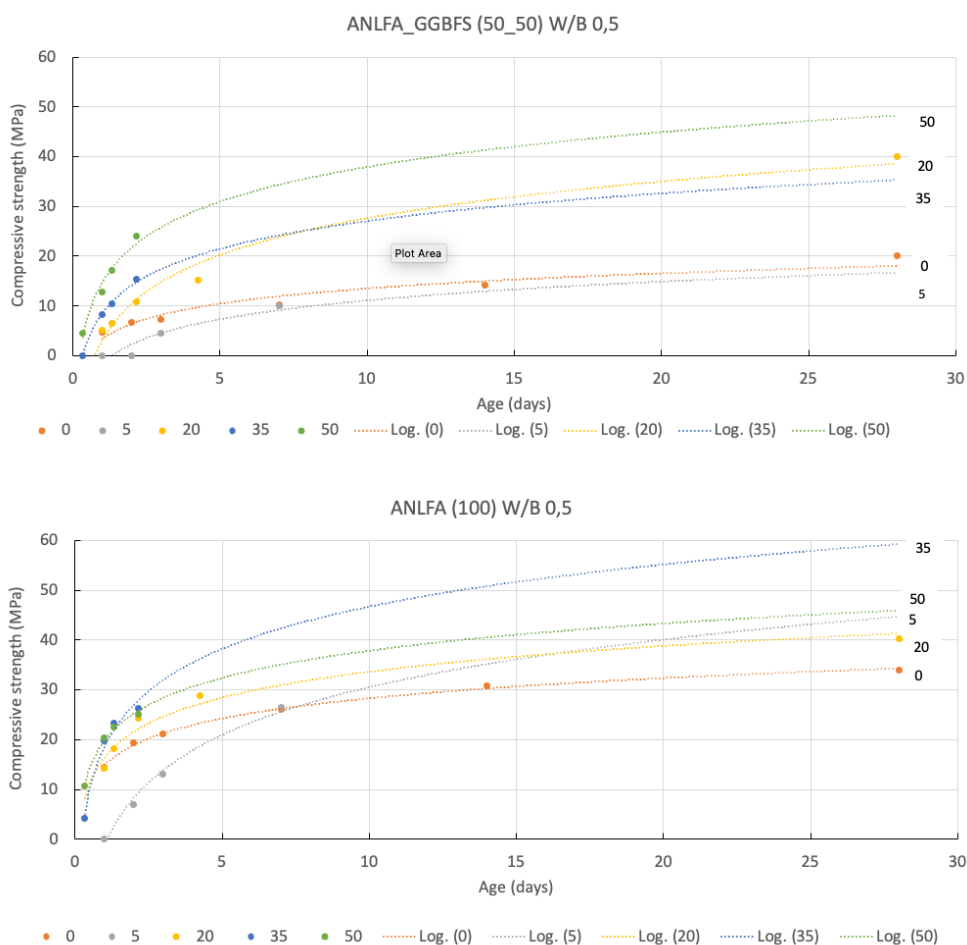 ANLFA_GGBFS (50_50) W/B 0,5
60
50
40
30
20
10
0
Compressive strength (MPa)
Plot Area
50
20
35
0
5
0 5 10 15 20 25 30
Age (days)
0 5 20 35 50 Log. (0) Log. (5) Log. (20) Log. (35) Log. (50)
ANLFA (100) W/B 0,5
60
50
40
30
20
10
0
Compressive strength (MPa)
35
50
5
20
0
0 5 10 15 20 25 30
Age (days)
0 5 20 35 50 Log. (0) Log. (5) Log. (20) Log. (35) Log. (50)